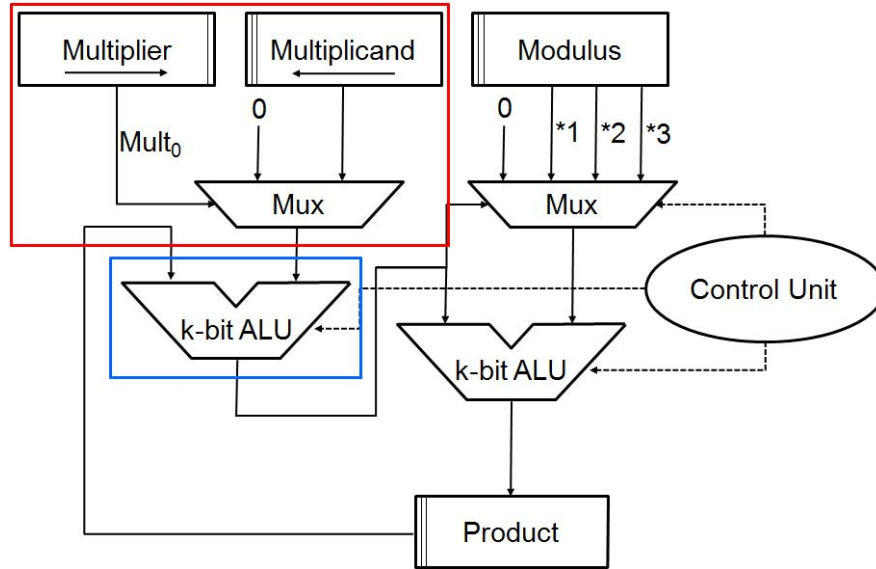 Multiplier
Multiplicand
Modulus
0
0
*1
*2
*3
Mult₀
Mux
Mux
Control Unit
k-bit ALU
k-bit ALU
Product